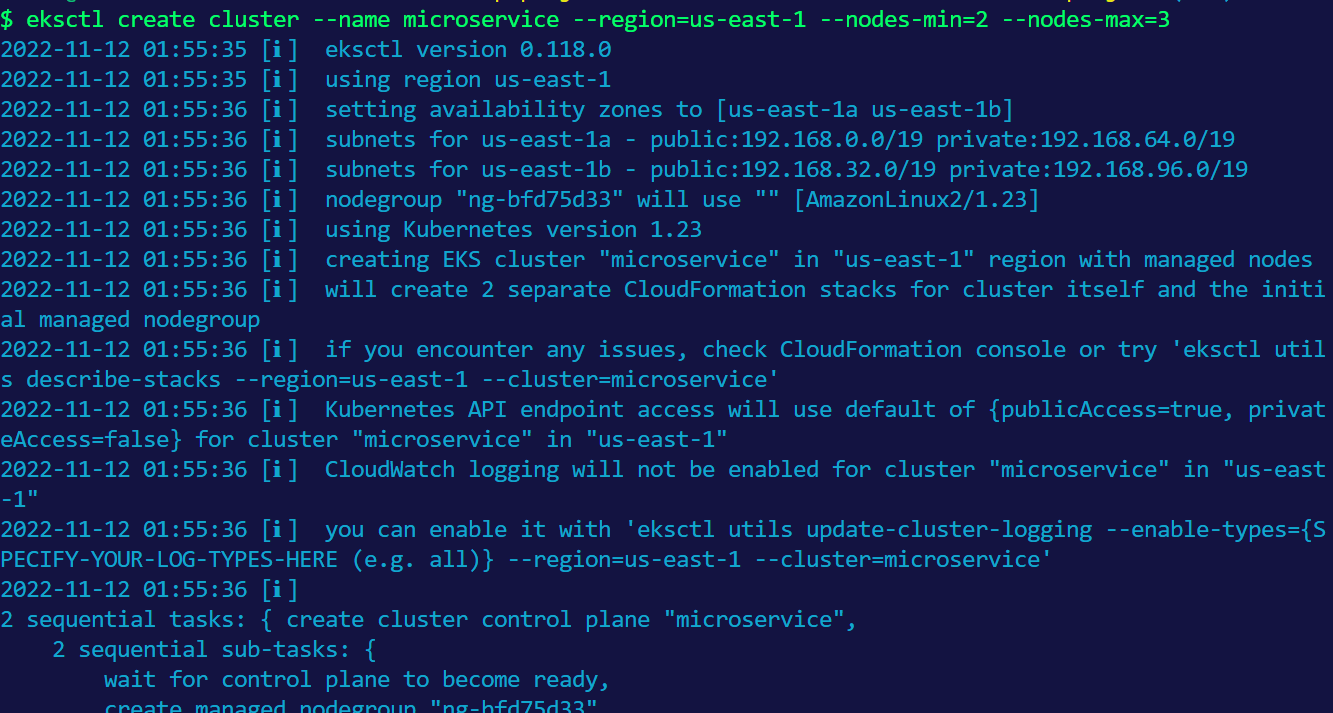 $ eksctl create cluster --name microservice --region=us-east-1 --nodes-min=2 --nodes-max=3
2022-11-12 01:55:35 [ℹ]  eksctl version 0.118.0
2022-11-12 01:55:35 [ℹ]  using region us-east-1
2022-11-12 01:55:36 [ℹ]  setting availability zones to [us-east-1a us-east-1b]
2022-11-12 01:55:36 [ℹ]  subnets for us-east-1a - public:192.168.0.0/19 private:192.168.64.0/19
2022-11-12 01:55:36 [ℹ]  subnets for us-east-1b - public:192.168.32.0/19 private:192.168.96.0/19
2022-11-12 01:55:36 [ℹ]  nodegroup "ng-bfd75d33" will use "" [AmazonLinux2/1.23]
2022-11-12 01:55:36 [ℹ]  using Kubernetes version 1.23
2022-11-12 01:55:36 [ℹ]  creating EKS cluster "microservice" in "us-east-1" region with managed nodes
2022-11-12 01:55:36 [ℹ]  will create 2 separate CloudFormation stacks for cluster itself and the initi
al managed nodegroup
2022-11-12 01:55:36 [ℹ]  if you encounter any issues, check CloudFormation console or try 'eksctl util
s describe-stacks --region=us-east-1 --cluster=microservice'
2022-11-12 01:55:36 [ℹ]  Kubernetes API endpoint access will use default of {publicAccess=true, privat
eAccess=false} for cluster "microservice" in "us-east-1"
2022-11-12 01:55:36 [ℹ]  CloudWatch logging will not be enabled for cluster "microservice" in "us-east
-1"
2022-11-12 01:55:36 [ℹ]  you can enable it with 'eksctl utils update-cluster-logging --enable-types={S
PECIFY-YOUR-LOG-TYPES-HERE (e.g. all)} --region=us-east-1 --cluster=microservice'
2022-11-12 01:55:36 [ℹ]
2 sequential tasks: { create cluster control plane "microservice",
    2 sequential sub-tasks: {
        wait for control plane to become ready,
        create managed nodegroup "ng-bfd75d33"